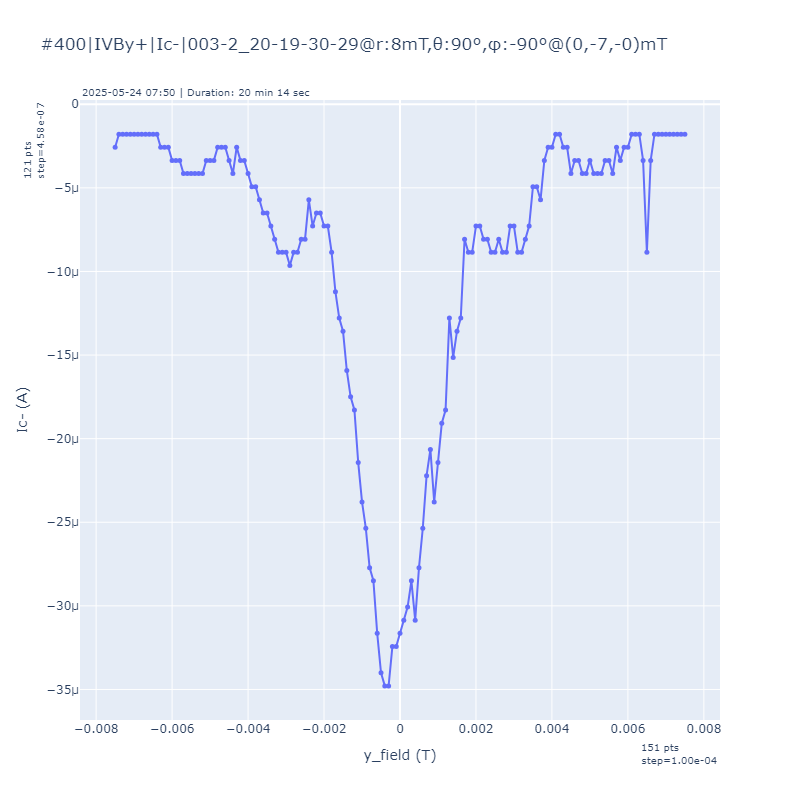 #400|IVBy+|Ic-|003-2_20-19-30-29@r:8mT,θ:90°,φ:-90°@(0,-7,-0)mT
2025-05-24 07:50 | Duration: 20 min 14 sec
121 pts
step=4.58e-07
0
−5μ
−10μ
−15μ
−20μ
−25μ
−30μ
−35μ
Ic- (A)
−0.008
−0.006
−0.004
−0.002
0
0.002
0.004
0.006
0.008
y_field (T)
151 pts
step=1.00e-04